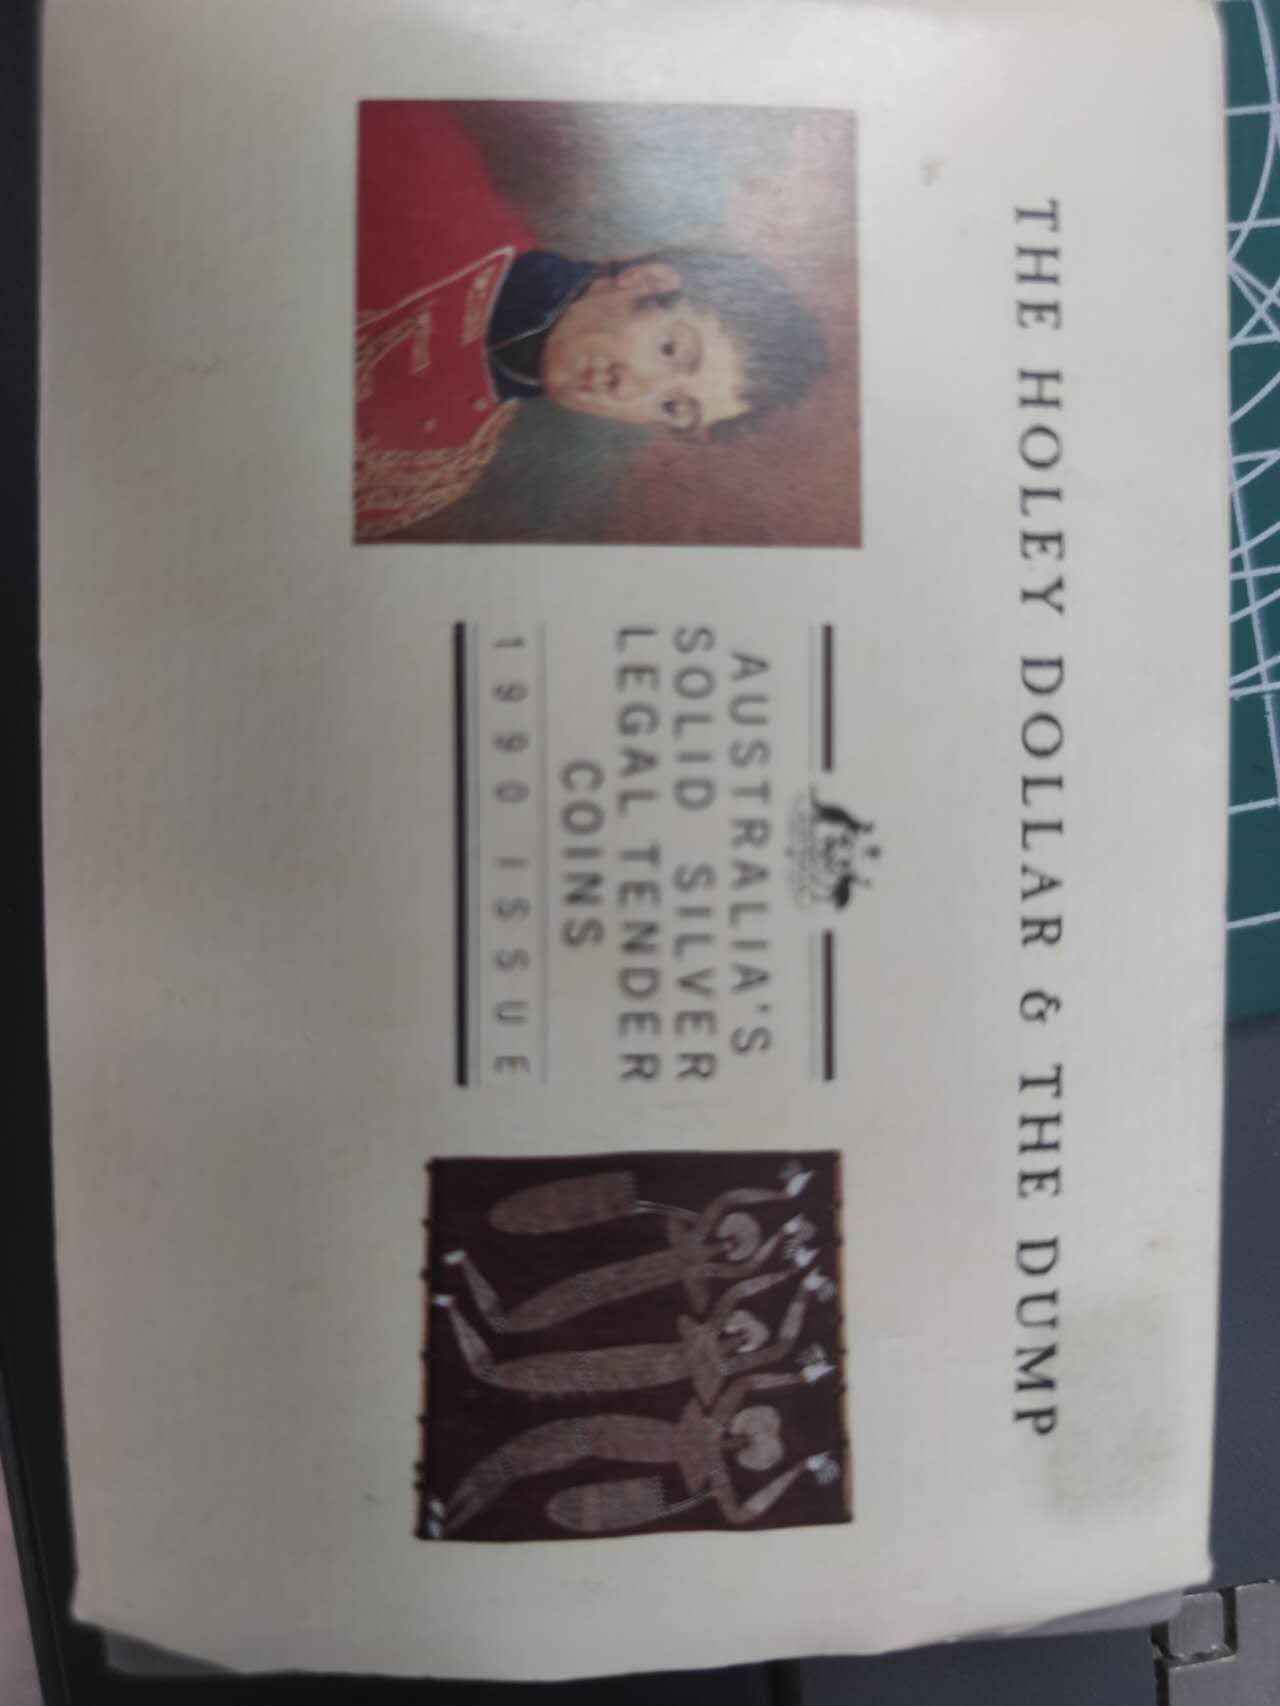 THE HOLEY DOLLAR & THE DUMP
AUSTRALIA'S
SOLID SILVER
LEGAL TENDER
COINS
1990 ISSUE